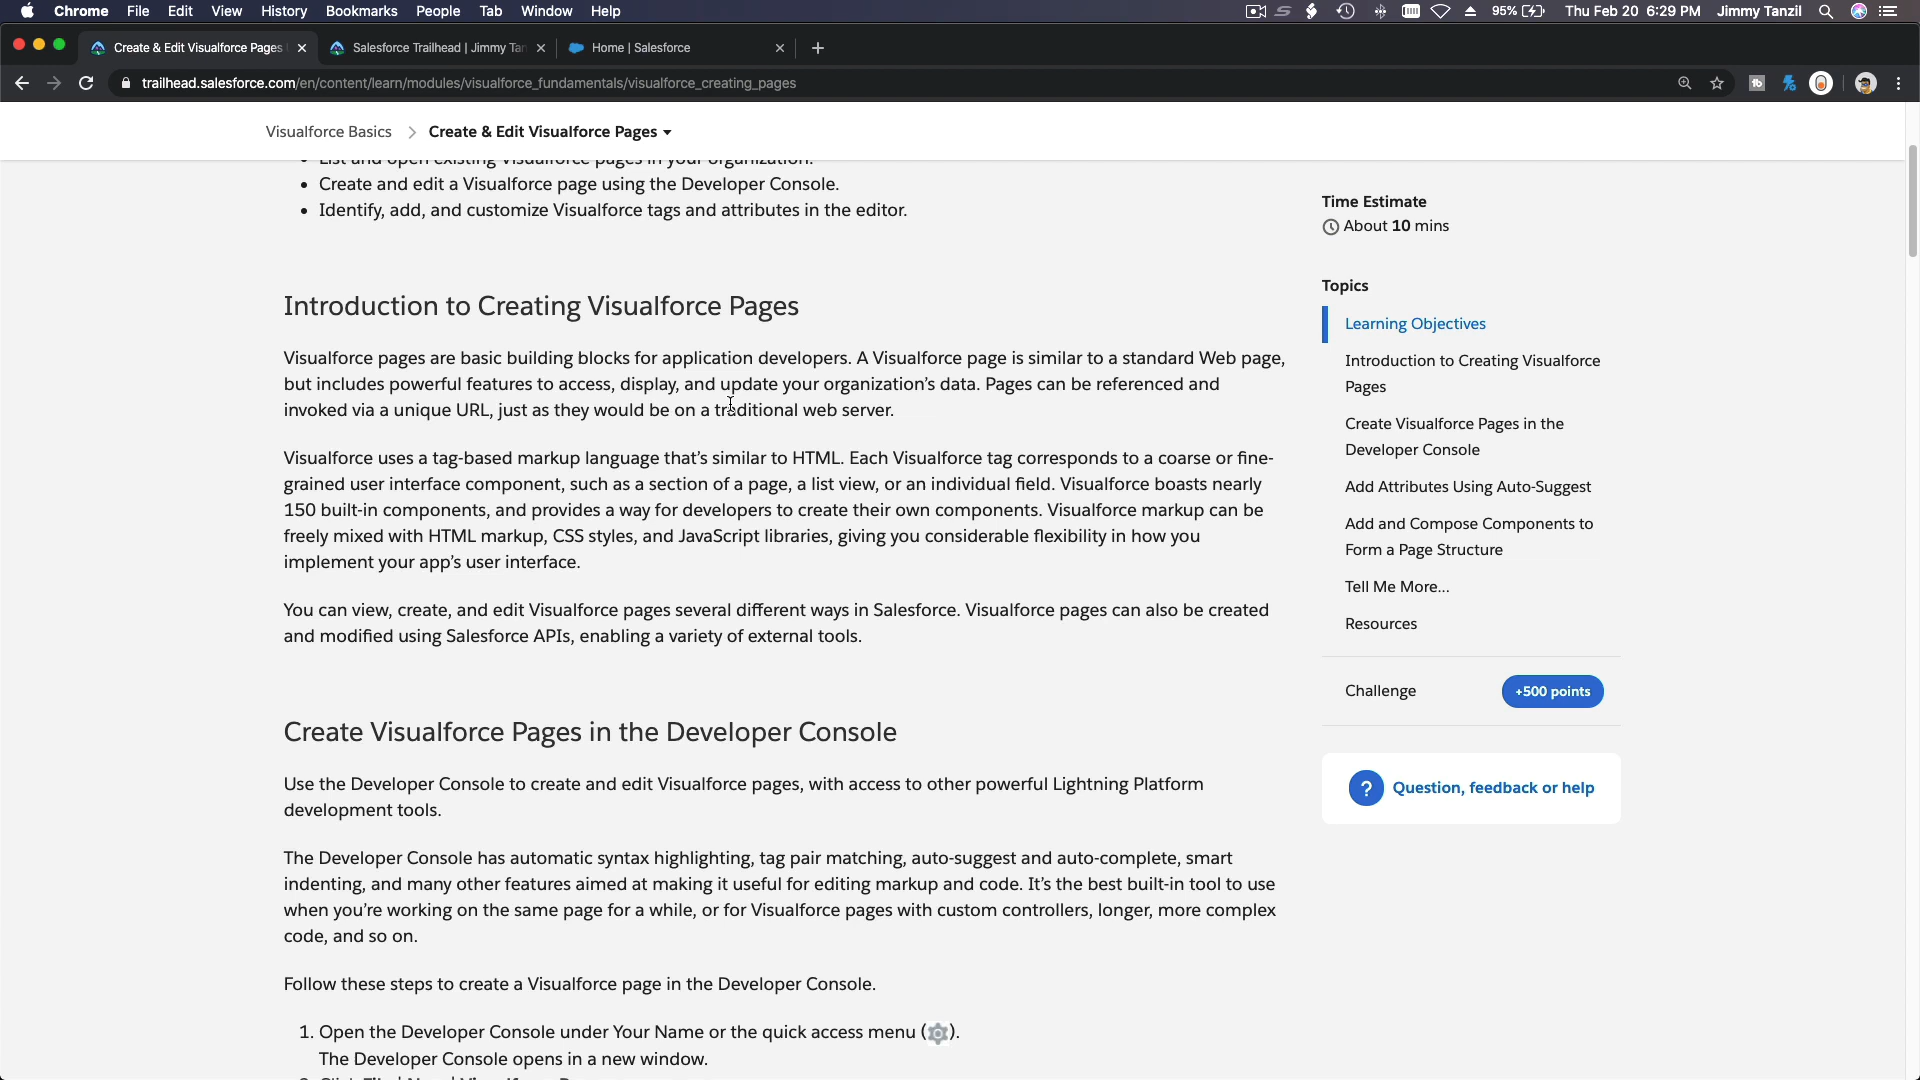 Chrome File Edit View History Bookmarks People Tab Window Help 95% Thu Feb 20 6:29 PM Jimmy Tanzil
Create & Edit Visualforce Pages Salesforce Trailhead | Jimmy Tan Home | Salesforce
trailhead.salesforce.com/en/content/learn/modules/visualforce_fundamentals/visualforce_creating_pages
Visualforce Basics Create & Edit Visualforce Pages
List and open existing Visualforce pages in your organization.
Create and edit a Visualforce page using the Developer Console.
Identify, add, and customize Visualforce tags and attributes in the editor.
Introduction to Creating Visualforce Pages
Visualforce pages are basic building blocks for application developers. A Visualforce page is similar to a standard Web page,
but includes powerful features to access, display, and update your organization’s data. Pages can be referenced and
invoked via a unique URL, just as they would be on a traditional web server.
Visualforce uses a tag-based markup language that’s similar to HTML. Each Visualforce tag corresponds to a coarse or fine-
grained user interface component, such as a section of a page, a list view, or an individual field. Visualforce boasts nearly
150 built-in components, and provides a way for developers to create their own components. Visualforce markup can be
freely mixed with HTML markup, CSS styles, and JavaScript libraries, giving you considerable flexibility in how you
implement your app’s user interface.
You can view, create, and edit Visualforce pages several different ways in Salesforce. Visualforce pages can also be created
and modified using Salesforce APIs, enabling a variety of external tools.
Create Visualforce Pages in the Developer Console
Use the Developer Console to create and edit Visualforce pages, with access to other powerful Lightning Platform
development tools.
The Developer Console has automatic syntax highlighting, tag pair matching, auto-suggest and auto-complete, smart
indenting, and many other features aimed at making it useful for editing markup and code. It’s the best built-in tool to use
when you’re working on the same page for a while, or for Visualforce pages with custom controllers, longer, more complex
code, and so on.
Follow these steps to create a Visualforce page in the Developer Console.
1. Open the Developer Console under Your Name or the quick access menu ( ).
The Developer Console opens in a new window.
Time Estimate
About 10 mins
Topics
Learning Objectives
Introduction to Creating Visualforce
Pages
Create Visualforce Pages in the
Developer Console
Add Attributes Using Auto-Suggest
Add and Compose Components to
Form a Page Structure
Tell Me More...
Resources
Challenge +500 points
? Question, feedback or help